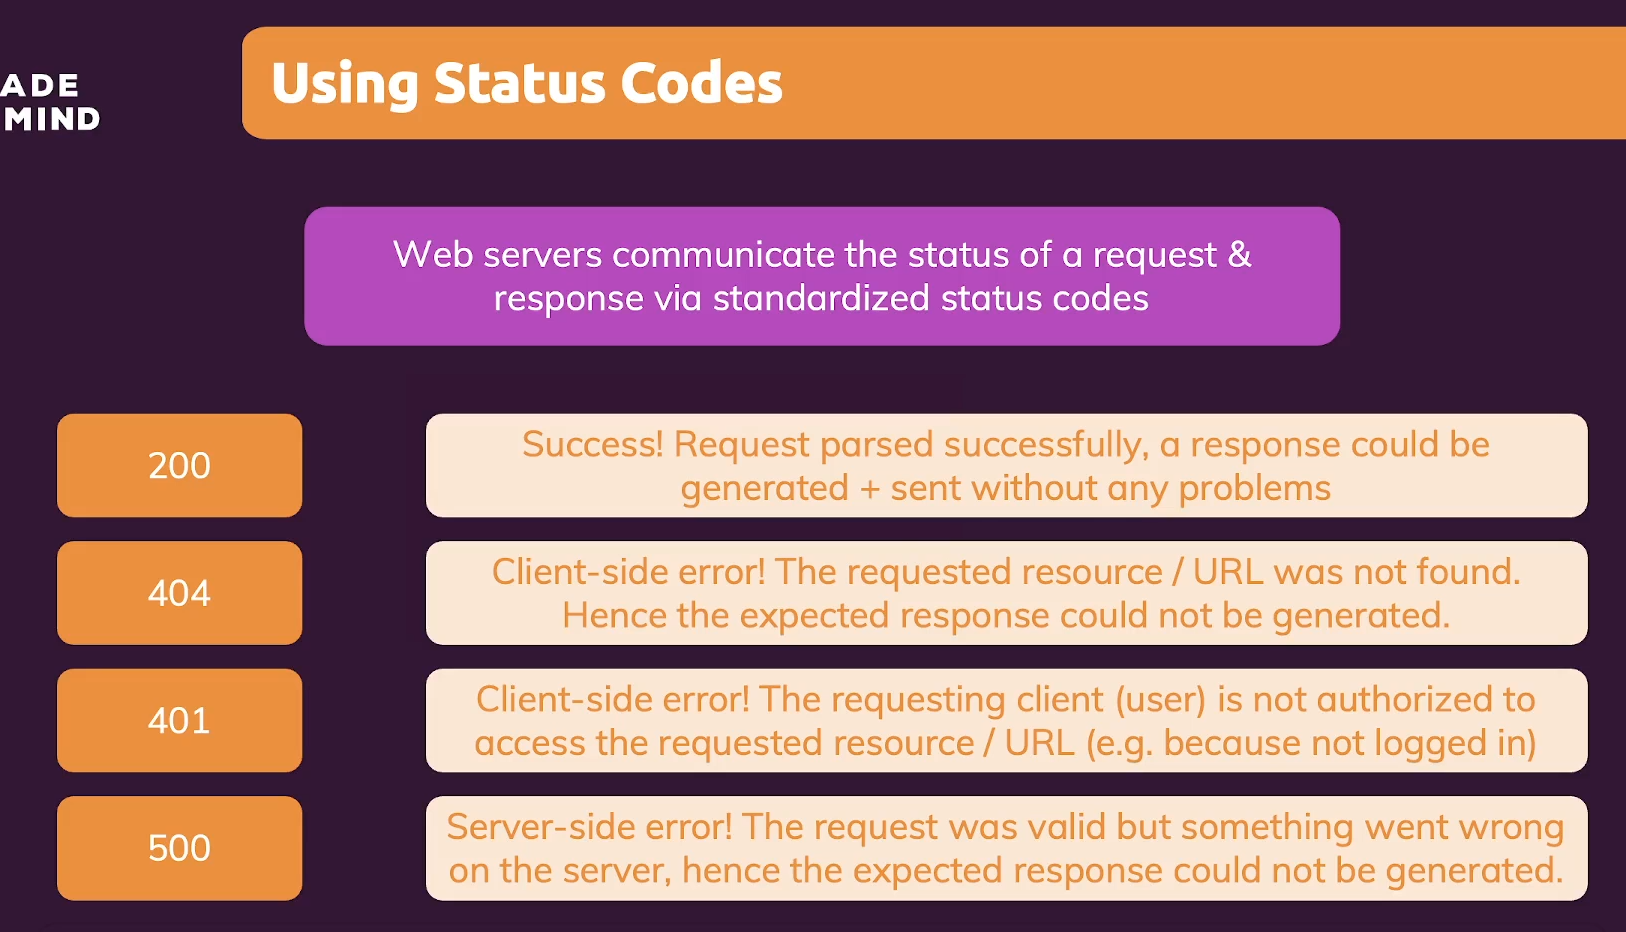 ADE
MIND
Using Status Codes
Web servers communicate the status of a request &
response via standardized status codes
200
Success! Request parsed successfully, a response could be
generated + sent without any problems
404
Client-side error! The requested resource / URL was not found.
Hence the expected response could not be generated.
401
Client-side error! The requesting client (user) is not authorized to
access the requested resource / URL (e.g. because not logged in)
500
Server-side error! The request was valid but something went wrong
on the server, hence the expected response could not be generated.